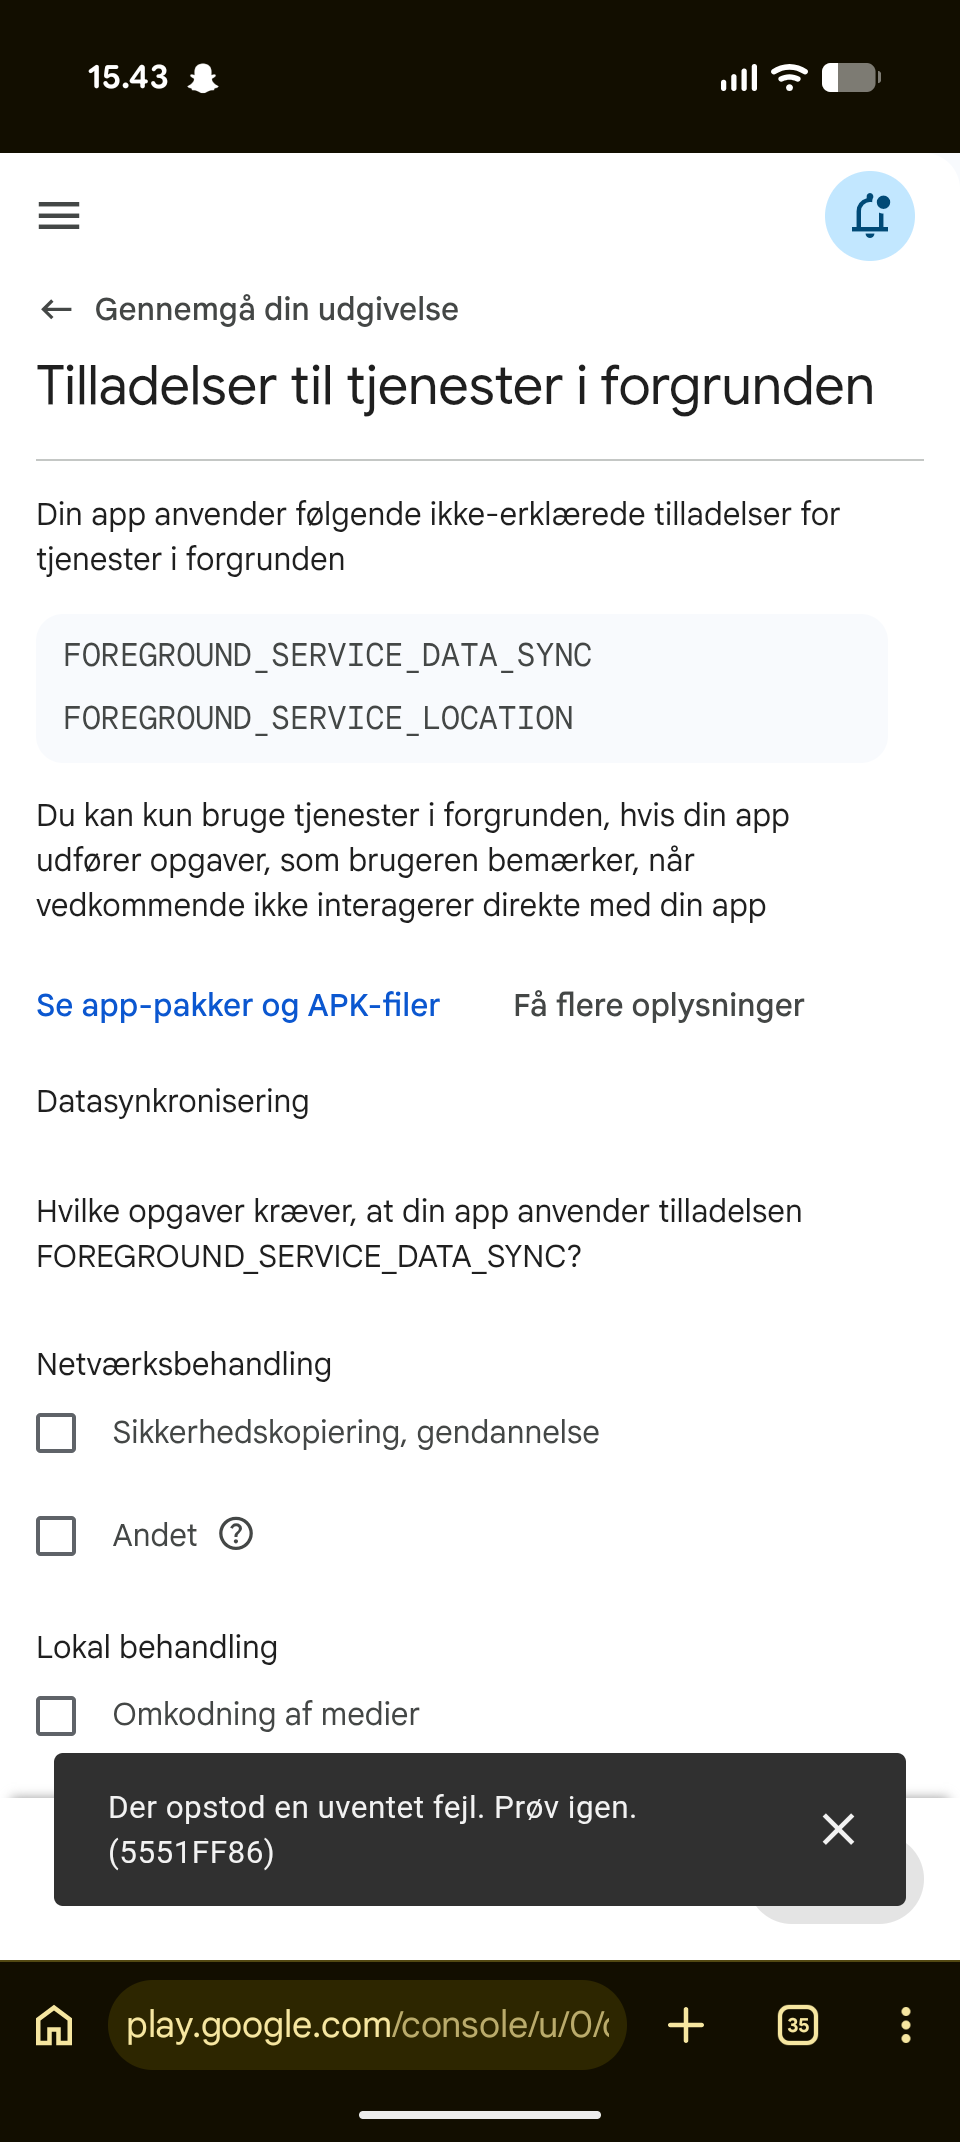 15.43
Gennemgå din udgivelse
Tilladelser til tjenester i forgrunden
Din app anvender følgende ikke-erklærede tilladelser for
tjenester i forgrunden
FOREGROUND_SERVICE_DATA_SYNC
FOREGROUND_SERVICE_LOCATION
Du kan kun bruge tjenester i forgrunden, hvis din app
udfører opgaver, som brugeren bemærker, når
vedkommende ikke interagerer direkte med din app
Se app-pakker og APK-filer Få flere oplysninger
Datasynkronisering
Hvilke opgaver kræver, at din app anvender tilladelsen
FOREGROUND_SERVICE_DATA_SYNC?
Netværksbehandling
Sikkerhedskopiering, gendannelse
Andet
Lokal behandling
Omkodning af medier
Der opstod en uventet fejl. Prøv igen.
(5551FF86)
play.google.com/console/u/0/
35